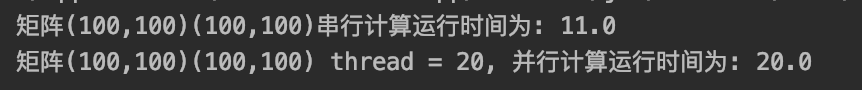 矩阵(100,100)(100,100)串行计算运行时间为: 11.0
矩阵(100,100)(100,100) thread = 20, 并行计算运行时间为: 20.0